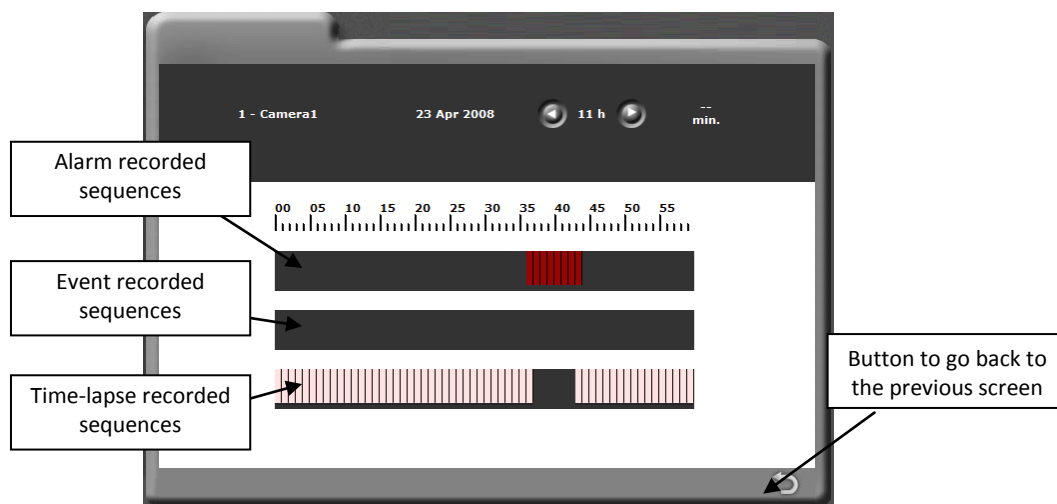 1 - Camera1 23 Apr 2008 11 h --
min.
Alarm recorded
sequences
00 05 10 15 20 25 30 35 40 45 50 55
Event recorded
sequences
Time-lapse recorded
sequences
Button to go back to
the previous screen